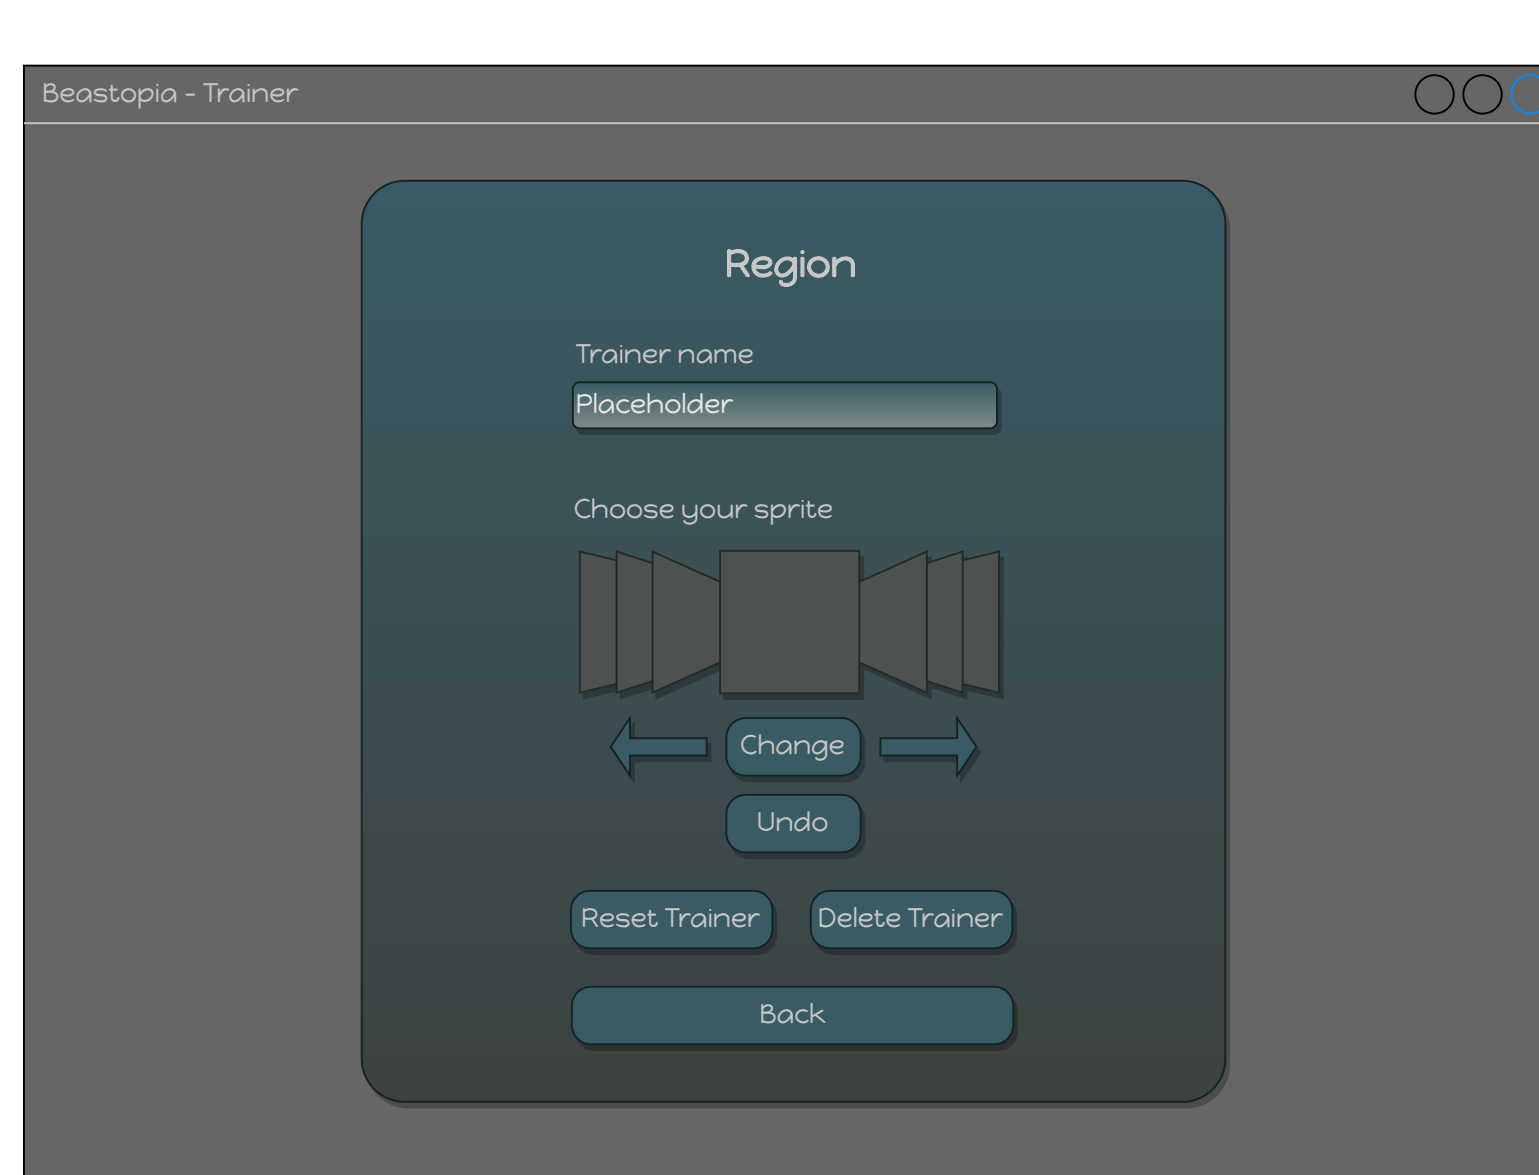 Beastopia - Trainer
Region
Trainer name
Placeholder
Choose your sprite
Change
Undo
Reset Trainer
Delete Trainer
Back